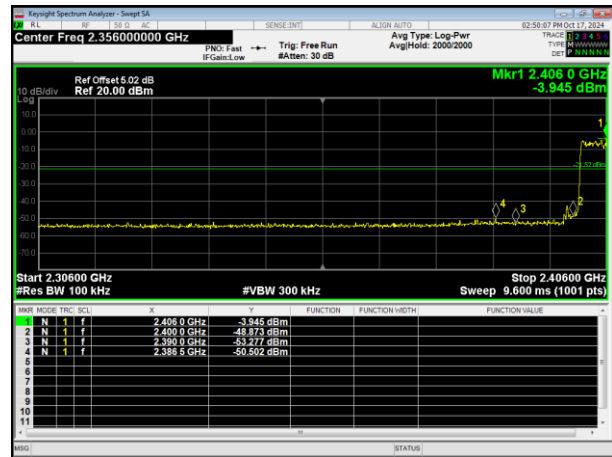 Keysight Spectrum Analyzer - Swept SA
RL RF 50 Ω AC SENSE:INT ALIGN AUTO 02:50:07 PM Oct 17, 2024
Center Freq 2.356000000 GHz
PNO: Fast
IFGain:Low
Trig: Free Run
#Atten: 30 dB
Avg Type: Log-Pwr
Avg|Hold: 2000/2000
TRACE 1 2 3 4 5 6
TYPE MWWWWW
DET P NNNNN
Ref Offset 5.02 dB
10 dB/div Ref 20.00 dBm
Mkr1 2.406 0 GHz
-3.945 dBm
Log
10.0
0.00
-10.0
-20.0
-30.0
-40.0
-50.0
-60.0
-70.0
1
4
3
2
Start 2.30600 GHz Stop 2.40600 GHz
#Res BW 100 kHz #VBW 300 kHz Sweep 9.600 ms (1001 pts)
MKR MODE TRC SCL X Y FUNCTION FUNCTION WIDTH FUNCTION VALUE
1 N 1 f 2.406 0 GHz -3.945 dBm
2 N 1 f 2.400 0 GHz -48.873 dBm
3 N 1 f 2.390 0 GHz -53.277 dBm
4 N 1 f 2.386 5 GHz -50.502 dBm
5
6
7
8
9
10
11
MSG STATUS